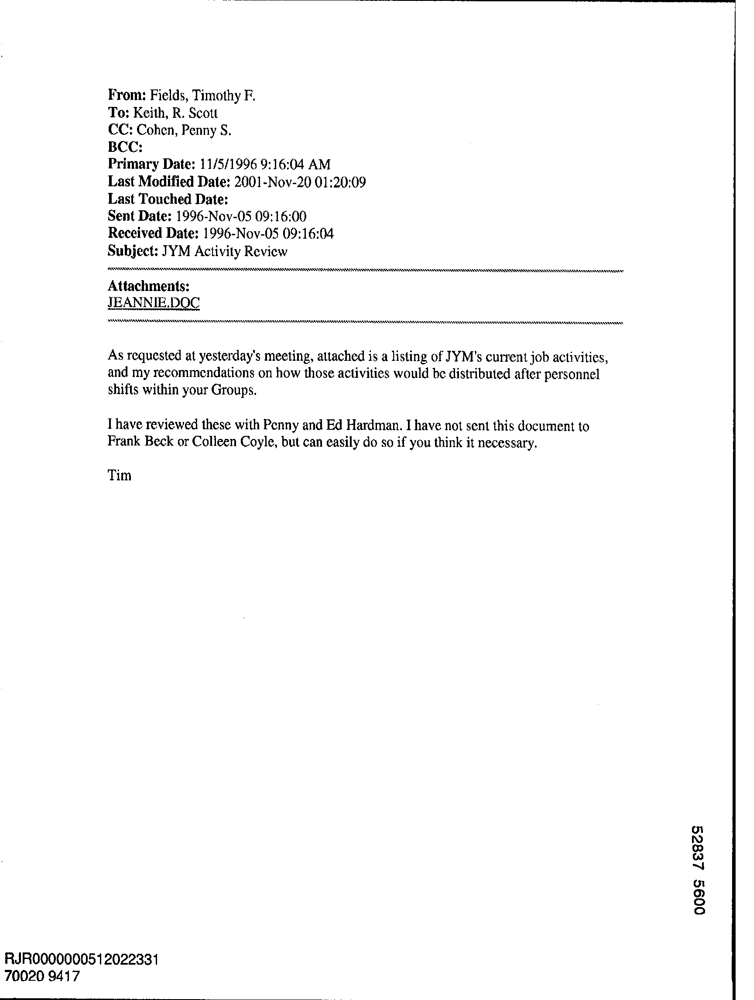 From: Fields, Timothy F.
To: Keith, R. Scott
CC: Cohen, Penny S.
BCC:
Primary Date: 11/5/1996 9:16:04 AM
Last Modified Date: 2001-Nov-20 01:20:09
Last Touched Date:
Sent Date: 1996-Nov-05 09:16:00
Received Date: 1996-Nov-05 09:16:04
Subject: JYM Activity Review
Attachments:
JEANNIE.DOC
As requested at yesterday's meeting, attached is a listing of JYM's current job activities,
and my recommendations on how those activities would be distributed after personnel
shifts within your Groups.
I have reviewed these with Penny and Ed Hardman. I have not sent this document to
Frank Beck or Colleen Coyle, but can easily do so if you think it necessary.
Tim
52837 5600
RJR0000000512022331
70020 9417